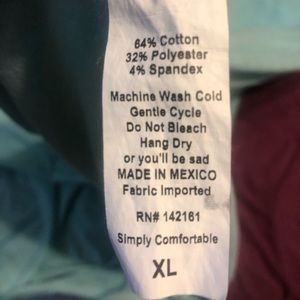 64% Cotton
32% Polyester
4% Spandex
Machine Wash Cold
Gentle Cycle
Do Not Bleach
Hang Dry
or you'll be sad
MADE IN MEXICO
Fabric Imported
RN# 142161
Simply Comfortable
XL